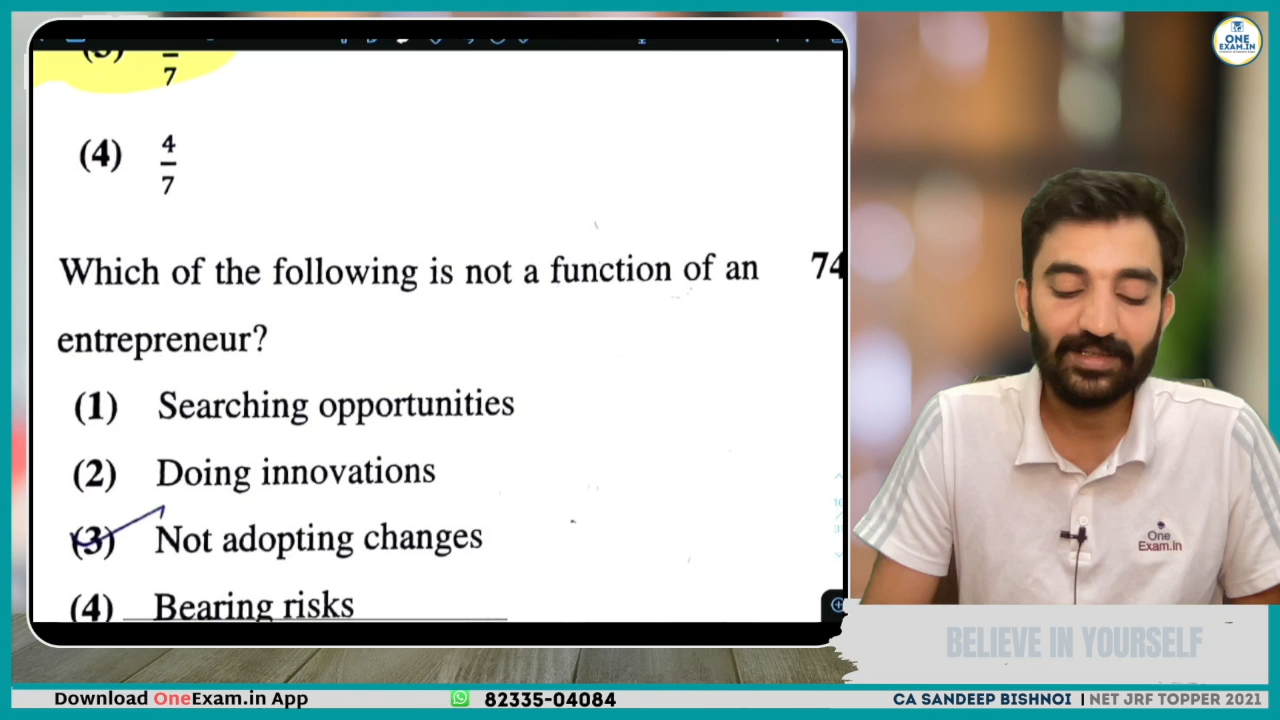 ONE
EXAM.IN
7
(4) 4
7
Which of the following is not a function of an
74
entrepreneur?
(1) Searching opportunities
(2) Doing innovations
(3) Not adopting changes
(4) Bearing risks
One
Exam.in
BELIEVE IN YOURSELF
Download OneExam.in App
82335-04084
CA SANDEEP BISHNOI | NET JRF TOPPER 2021